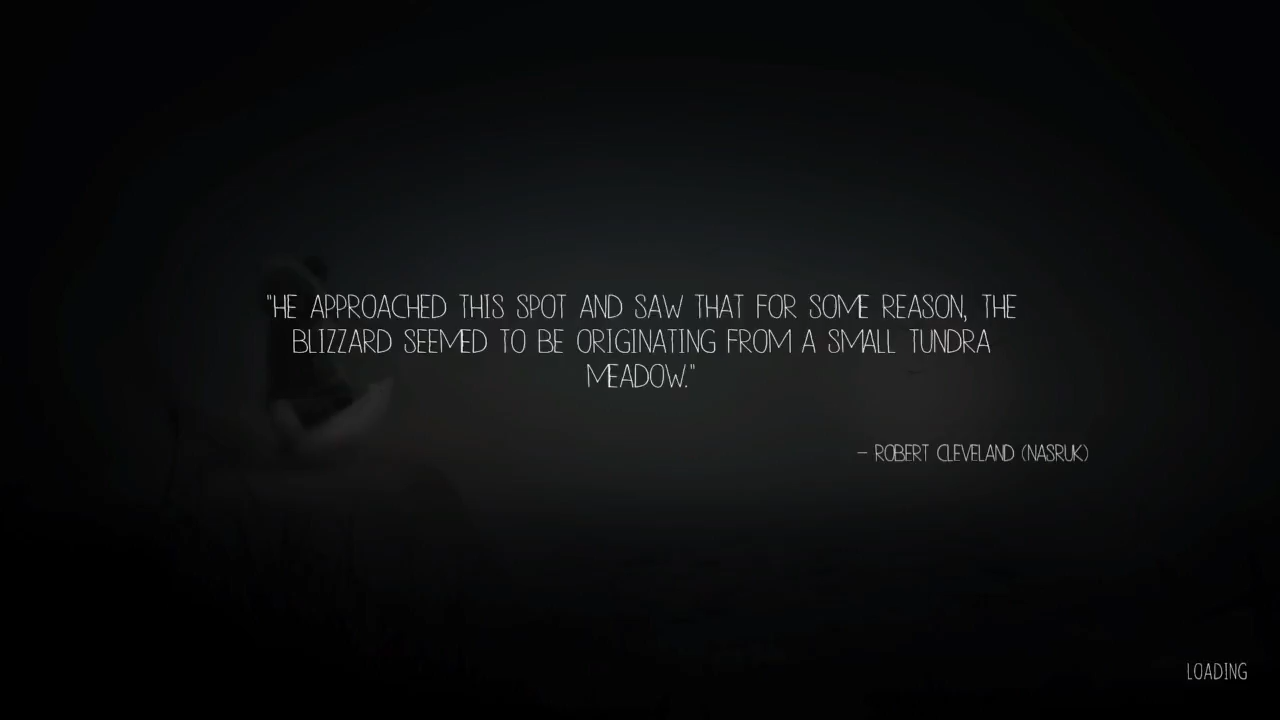 "HE APPROACHED THIS SPOT AND SAW THAT FOR SOME REASON, THE
BLIZZARD SEEMED TO BE ORIGINATING FROM A SMALL TUNDRA
MEADOW."
- ROBERT CLEVELAND (NASRUK)
LOADING